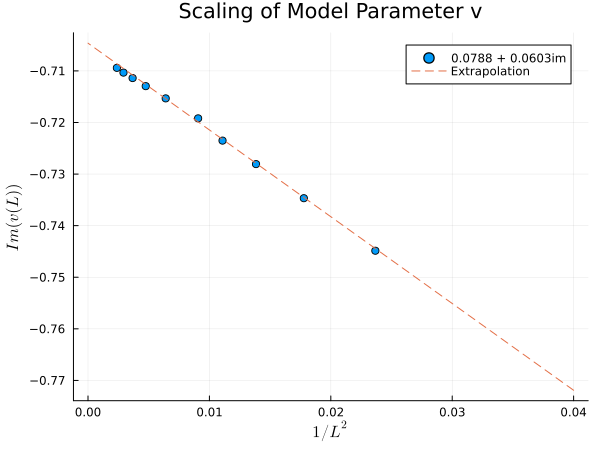 Scaling of Model Parameter v
0.0788 + 0.0603im
Extrapolation
−0.71
−0.72
−0.73
−0.74
−0.75
−0.76
−0.77
Im(v(L))
0.00 0.01 0.02 0.03 0.04
1/L²